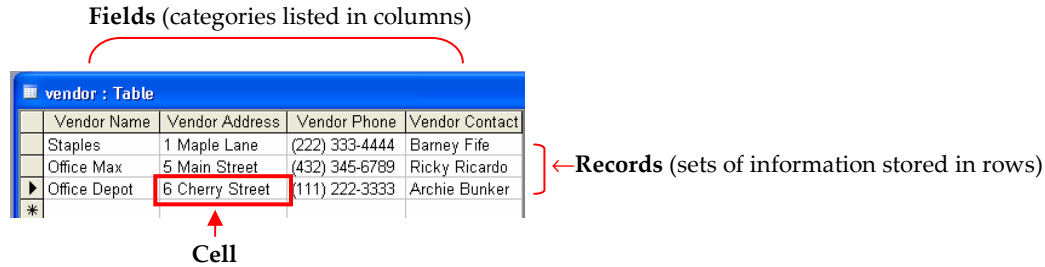 Fields (categories listed in columns)
vendor : Table
Vendor Name Vendor Address Vendor Phone Vendor Contact
Staples 1 Maple Lane (222) 333-4444 Barney Fife
Office Max 5 Main Street (432) 345-6789 Ricky Ricardo
←Records (sets of information stored in rows)
Office Depot 6 Cherry Street (111) 222-3333 Archie Bunker
Cell